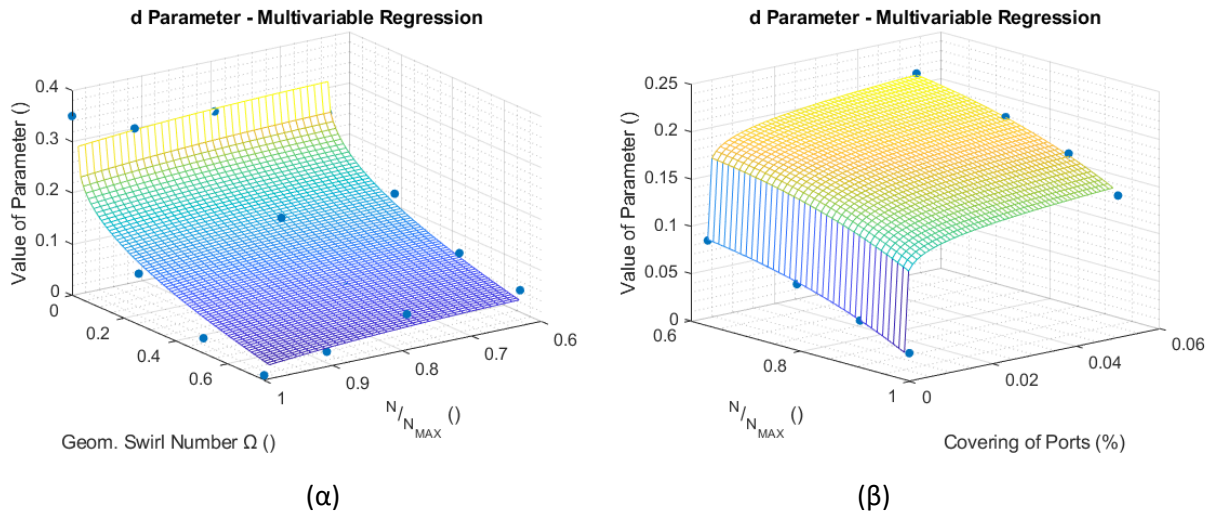 d Parameter - Multivariable Regression
Value of Parameter ()
0.4
0.3
0.2
0.1
0
0
0.2
0.4
0.6
1
0.9
0.8
0.7
0.6
Geom. Swirl Number Ω ()
N/N_MAX ()
(α)
d Parameter - Multivariable Regression
Value of Parameter ()
0.25
0.2
0.15
0.1
0.05
0
0.6
0.8
1
0
0.02
0.04
0.06
N/N_MAX ()
Covering of Ports (%)
(β)